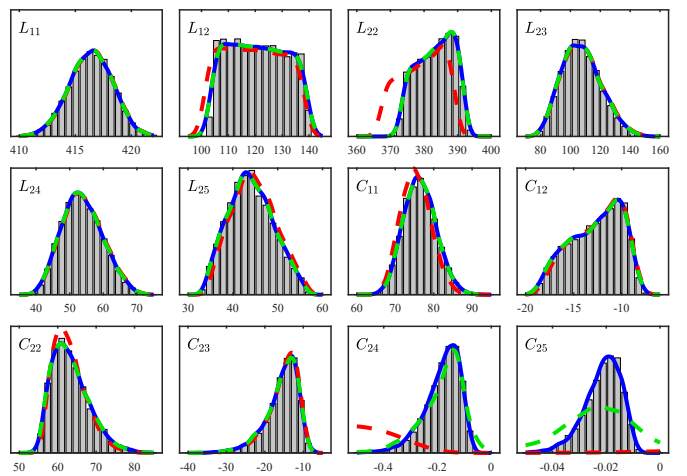 L₁₁ L₁₂ L₂₂ L₂₃
410 415 420 100 110 120 130 140 360 370 380 390 400 80 100 120 140 160
L₂₄ L₂₅ C₁₁ C₁₂
40 50 60 70 30 40 50 60 60 70 80 90 -20 -15 -10
C₂₂ C₂₃ C₂₄ C₂₅
50 60 70 80 -40 -30 -20 -10 -0.4 -0.2 0 -0.04 -0.02 0